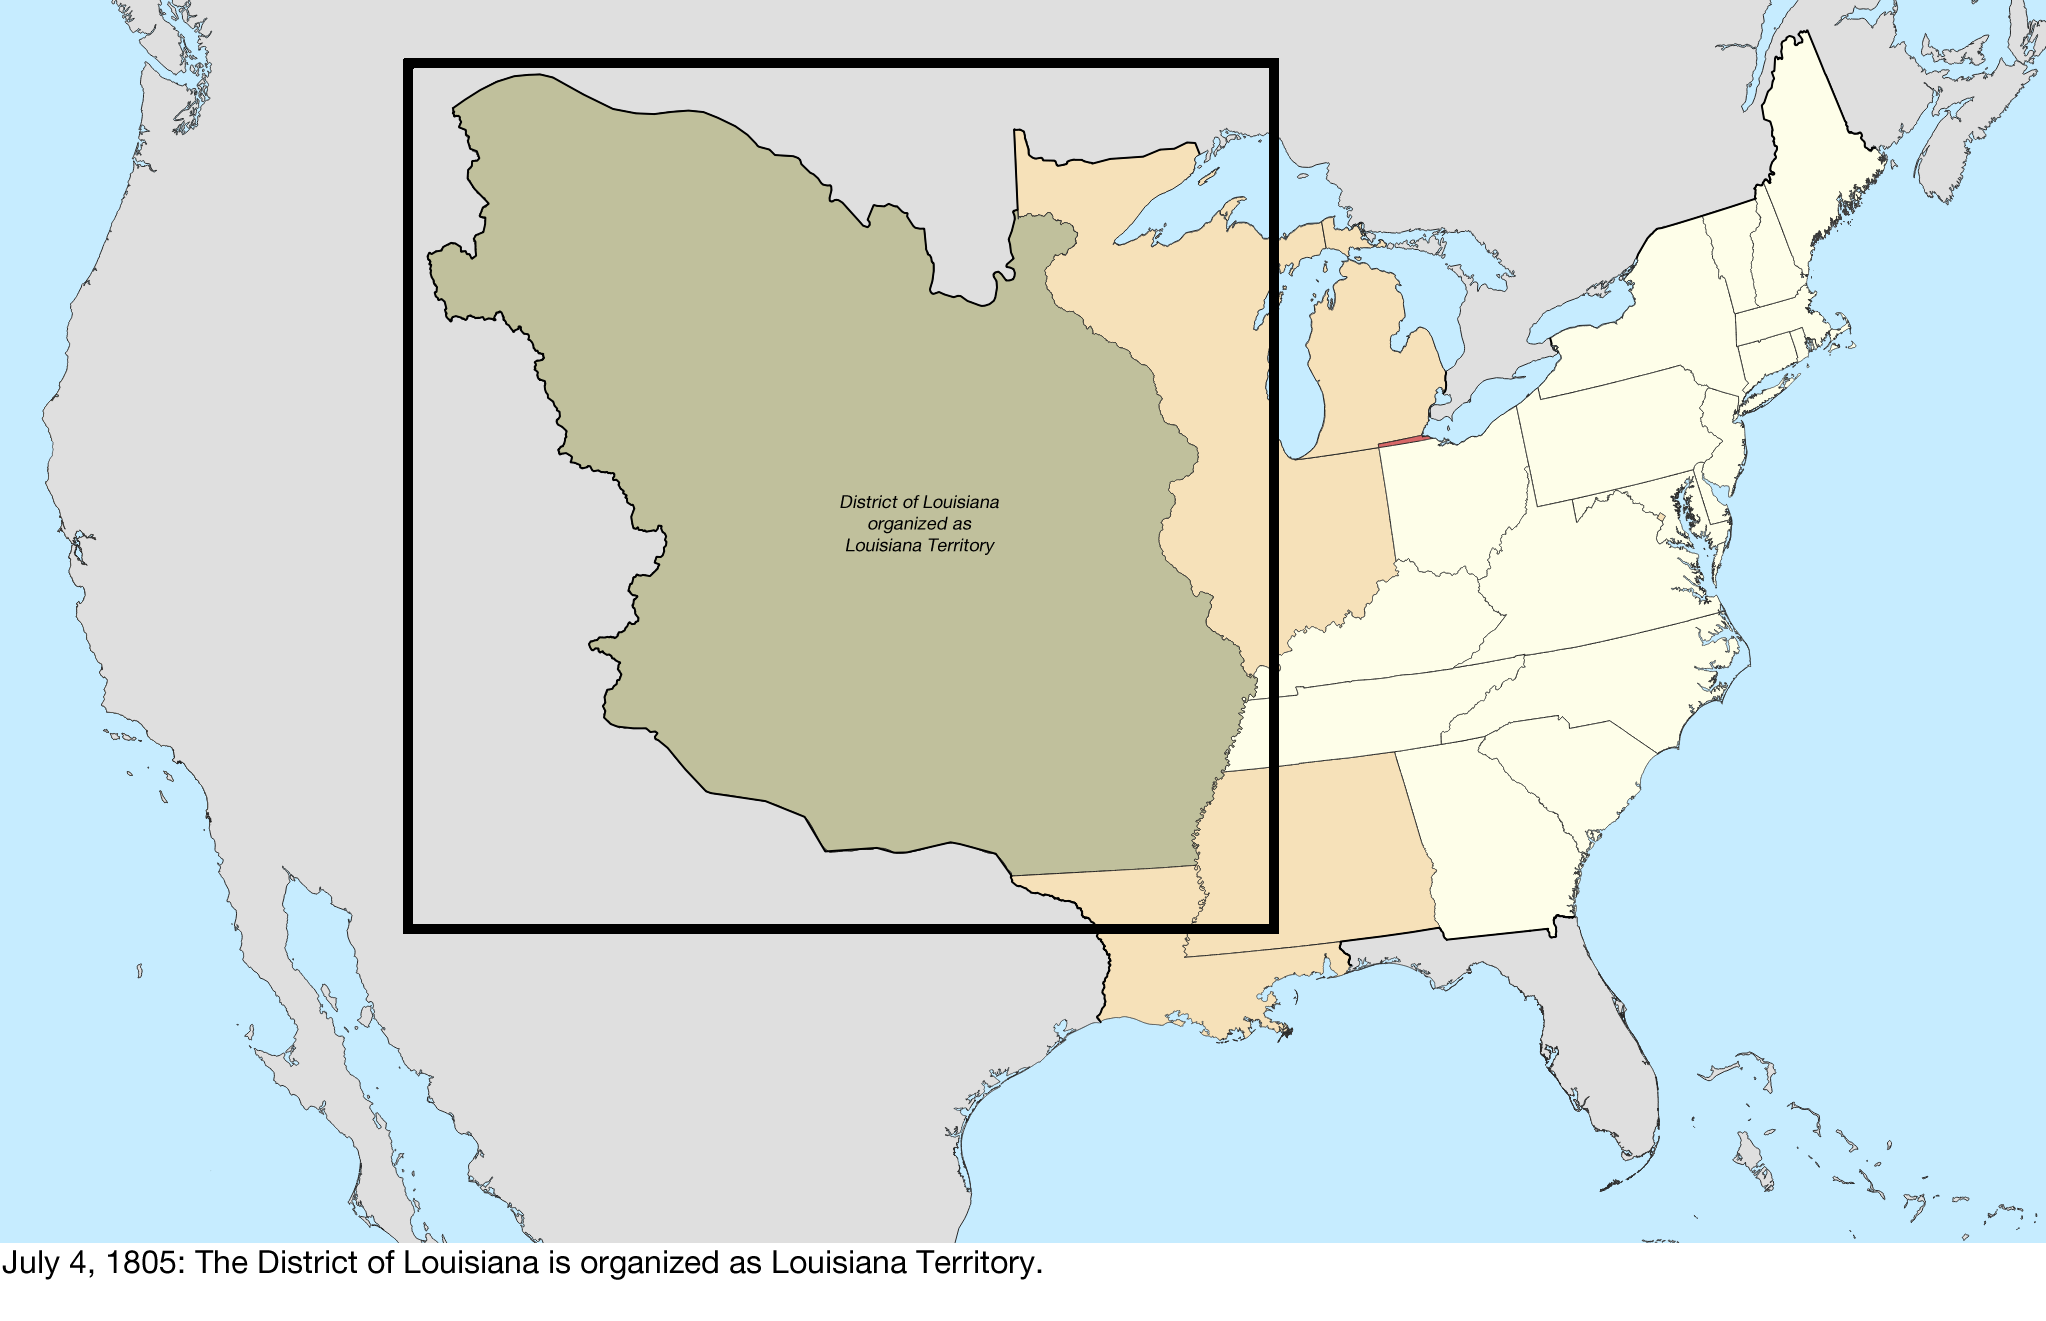 District of Louisiana
organized as
Louisiana Territory
July 4, 1805: The District of Louisiana is organized as Louisiana Territory.